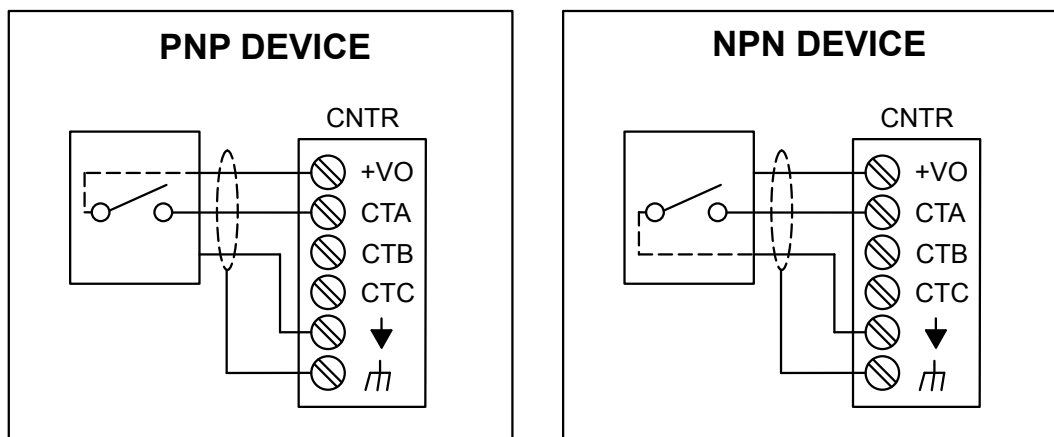 PNP DEVICE
CNTR
+VO
CTA
CTB
CTC
NPN DEVICE
CNTR
+VO
CTA
CTB
CTC